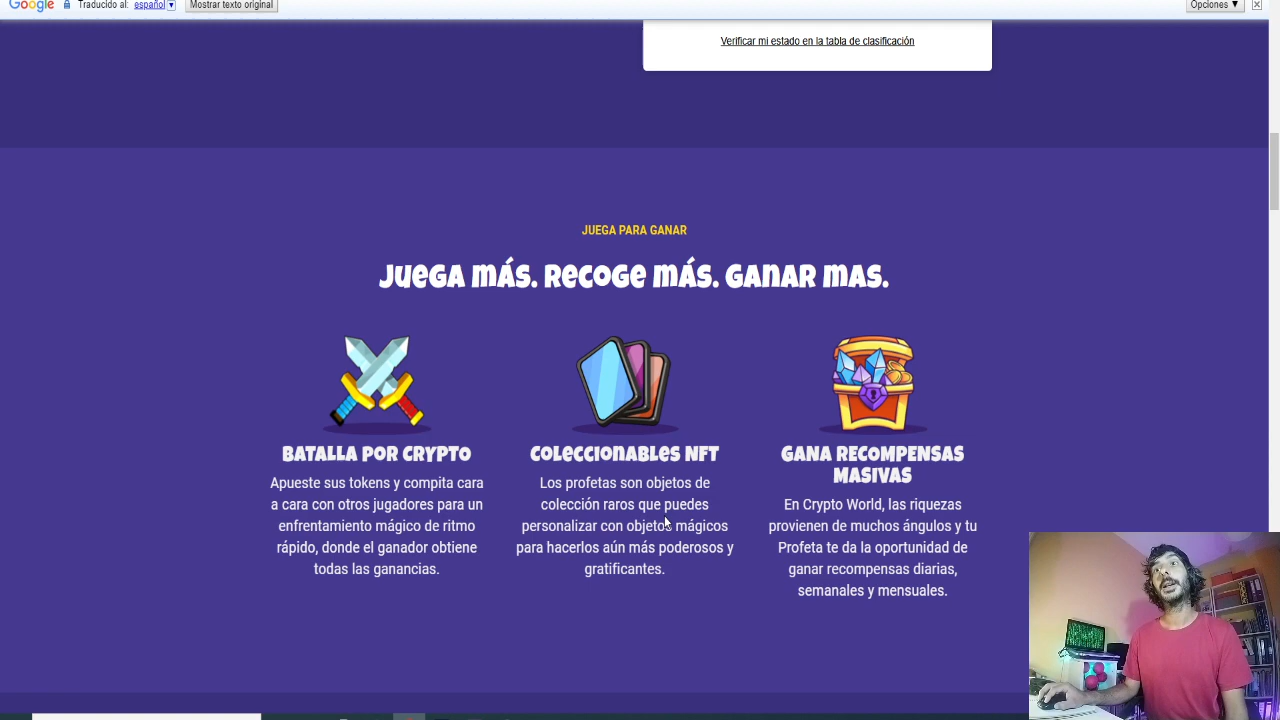 Google Traducido al: español ▼ Mostrar texto original Opciones ▼
Verificar mi estado en la tabla de clasificación
JUEGA PARA GANAR
Juega más. Recoge más. Ganar mas.
Batalla por crypto
Apueste sus tokens y compita cara
a cara con otros jugadores para un
enfrentamiento mágico de ritmo
rápido, donde el ganador obtiene
todas las ganancias.
Coleccionables NFT
Los profetas son objetos de
colección raros que puedes
personalizar con objetos mágicos
para hacerlos aún más poderosos y
gratificantes.
Gana recompensas
masivas
En Crypto World, las riquezas
provienen de muchos ángulos y tu
Profeta te da la oportunidad de
ganar recompensas diarias,
semanales y mensuales.